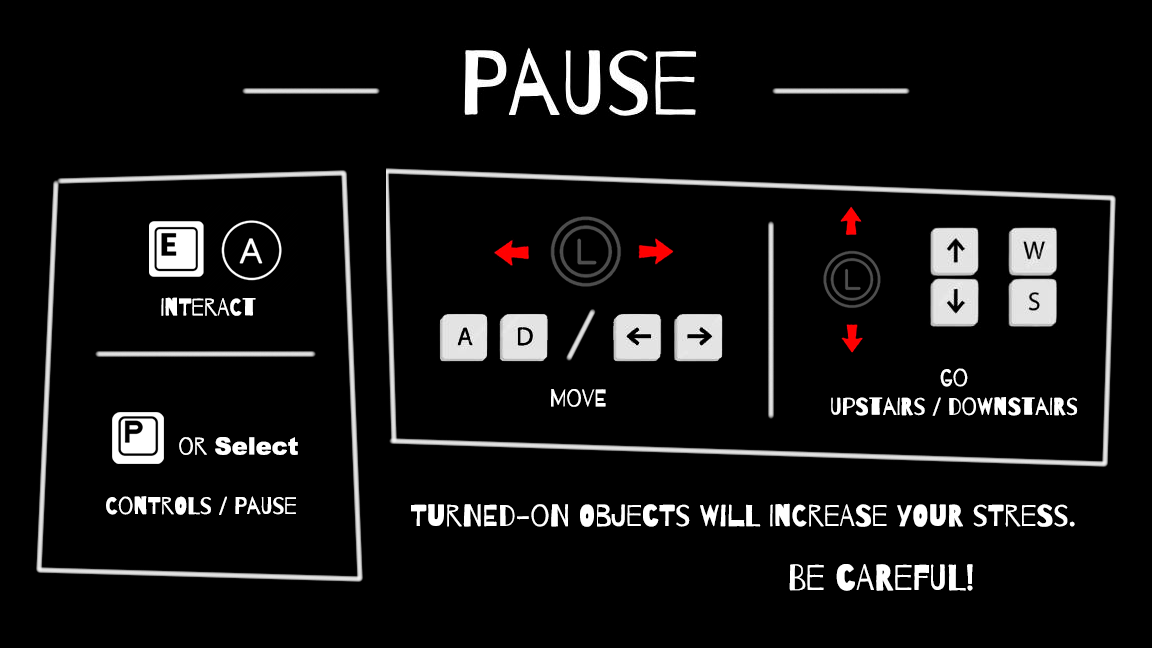 PAUSE
E A
INTERACT
P OR Select
CONTROLS / PAUSE
← L →
A D / ← →
MOVE
↑ L ↓
↑ W
↓ S
GO
UPSTAIRS / DOWNSTAIRS
TURNED-ON OBJECTS WILL INCREASE YOUR STRESS.
BE CAREFUL!